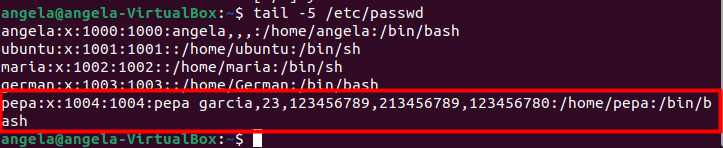 angela@angela-VirtualBox:~$ tail -5 /etc/passwd
angela:x:1000:1000:angela,,,:/home/angela:/bin/bash
ubuntu:x:1001:1001::/home/ubuntu:/bin/sh
maria:x:1002:1002::/home/maria:/bin/sh
german:x:1003:1003::/home/German:/bin/bash
pepa:x:1004:1004:pepa garcia,23,123456789,213456789,123456780:/home/pepa:/bin/b
ash
angela@angela-VirtualBox:~$